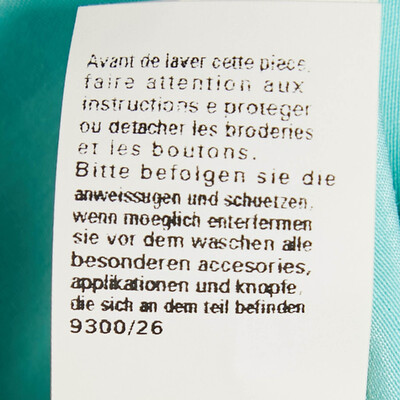 Avant de laver cette piece,
faire attention aux
instructions e proteger
ou detacher les broderies
et les boutons.
Bitte befolgen sie die
anweissugen und schuetzen,
wenn moeglich enterfermen
sie vor dem waschen alle
besonderen accesories,
applikationen und knopfe,
die sich an dem teil befinden
9300/26